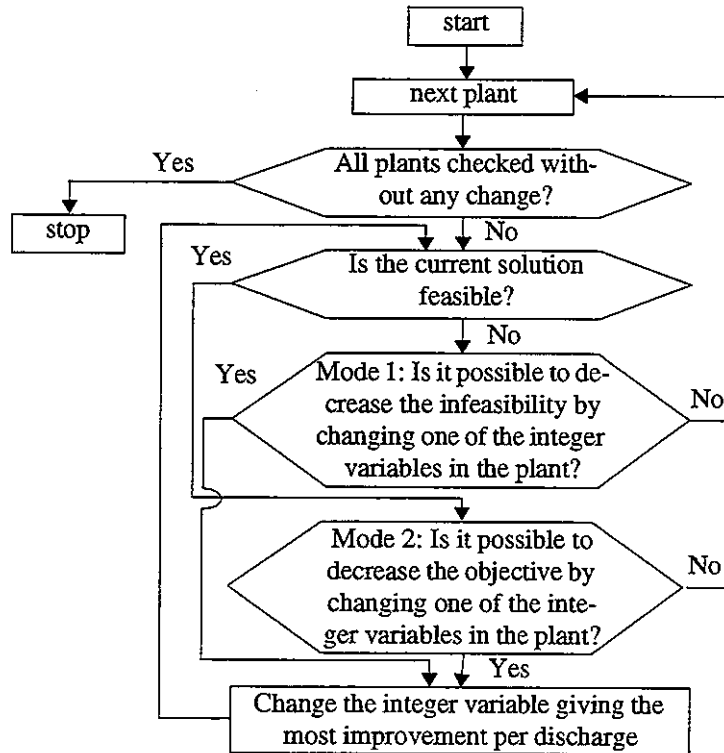 start
next plant
Yes
All plants checked with-
out any change?
stop
No
Yes
Is the current solution
feasible?
No
Yes
Mode 1: Is it possible to de-
crease the infeasibility by
changing one of the integer
variables in the plant?
No
Mode 2: Is it possible to
decrease the objective by
changing one of the inte-
ger variables in the plant?
No
Yes
Change the integer variable giving the
most improvement per discharge